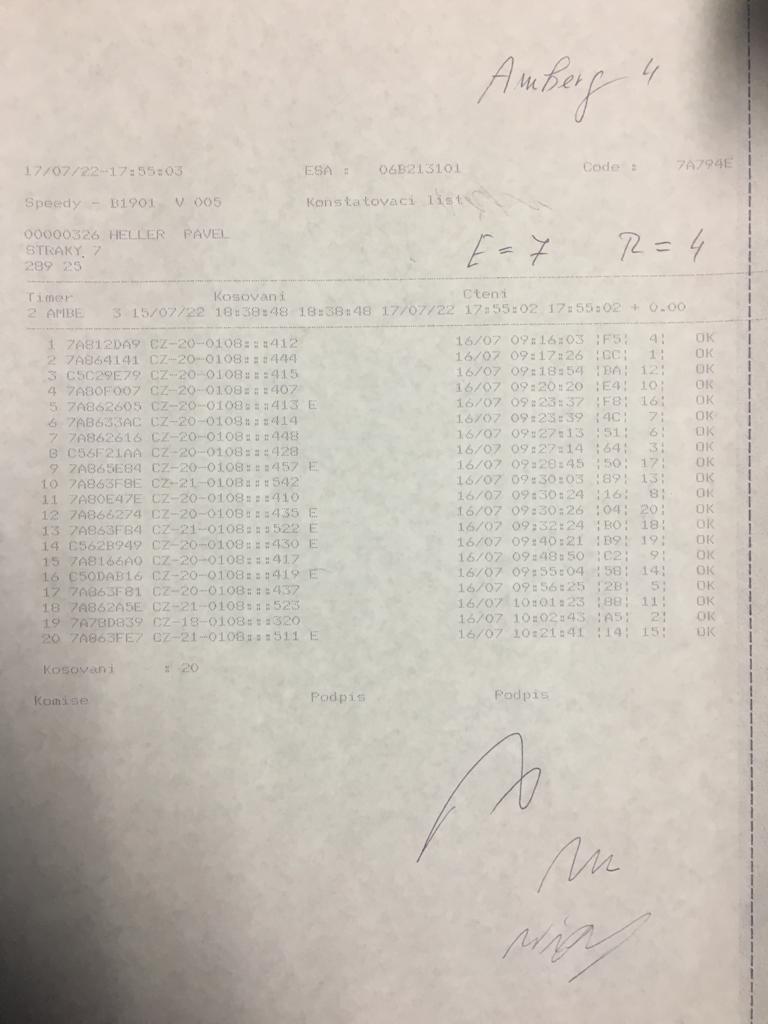 Amberg 4
17/07/22-17:55:03 ESA : 06B213101 Code : 7A794E
Speedy - B1901 V 005 Konstatovaci list
00000326 HELLER PAVEL
STRAKY 7
289 25
E = 7 R = 4
Timer Kosovani Cteni
2 AMBE 3 15/07/22 18:38:48 18:38:48 17/07/22 17:55:02 17:55:02 + 0.00
1 7A812DA9 CZ-20-0108:::412 16/07 09:16:03 ¦F5¦ 4¦ OK
2 7A864141 CZ-20-0108:::444 16/07 09:17:26 ¦CC¦ 1¦ OK
3 C5C29E79 CZ-20-0108:::415 16/07 09:18:54 ¦BA¦ 12¦ OK
4 7A80F007 CZ-20-0108:::407 16/07 09:20:20 ¦E4¦ 10¦ OK
5 7A862605 CZ-20-0108:::413 E 16/07 09:23:37 ¦F8¦ 16¦ OK
6 7AB633AC CZ-20-0108:::414 16/07 09:23:39 ¦4C¦ 7¦ OK
7 7A862616 CZ-20-0108:::448 16/07 09:27:13 ¦51¦ 6¦ OK
8 C56F21AA CZ-20-0108:::428 16/07 09:27:14 ¦64¦ 3¦ OK
9 7A865E84 CZ-20-0108:::457 E 16/07 09:28:45 ¦50¦ 17¦ OK
10 7A863F8E CZ-21-0108:::542 16/07 09:30:03 ¦89¦ 13¦ OK
11 7A80E47E CZ-20-0108:::410 16/07 09:30:24 ¦16¦ 8¦ OK
12 7A866274 CZ-20-0108:::435 E 16/07 09:30:26 ¦04¦ 20¦ OK
13 7A863FB4 CZ-21-0108:::522 E 16/07 09:32:24 ¦B0¦ 18¦ OK
14 C562B949 CZ-20-0108:::430 E 16/07 09:40:21 ¦B9¦ 19¦ OK
15 7A8166A0 CZ-20-0108:::417 16/07 09:48:50 ¦C2¦ 9¦ OK
16 C50DAB16 CZ-20-0108:::419 E 16/07 09:55:04 ¦5B¦ 14¦ OK
17 7A863F81 CZ-20-0108:::437 16/07 09:56:25 ¦2B¦ 5¦ OK
18 7A862A5E CZ-21-0108:::523 16/07 10:01:23 ¦88¦ 11¦ OK
19 7A7BD839 CZ-18-0108:::320 16/07 10:02:43 ¦A5¦ 2¦ OK
20 7A863FE7 CZ-21-0108:::511 E 16/07 10:21:41 ¦14¦ 15¦ OK
Kosovani : 20
Komise Podpis Podpis